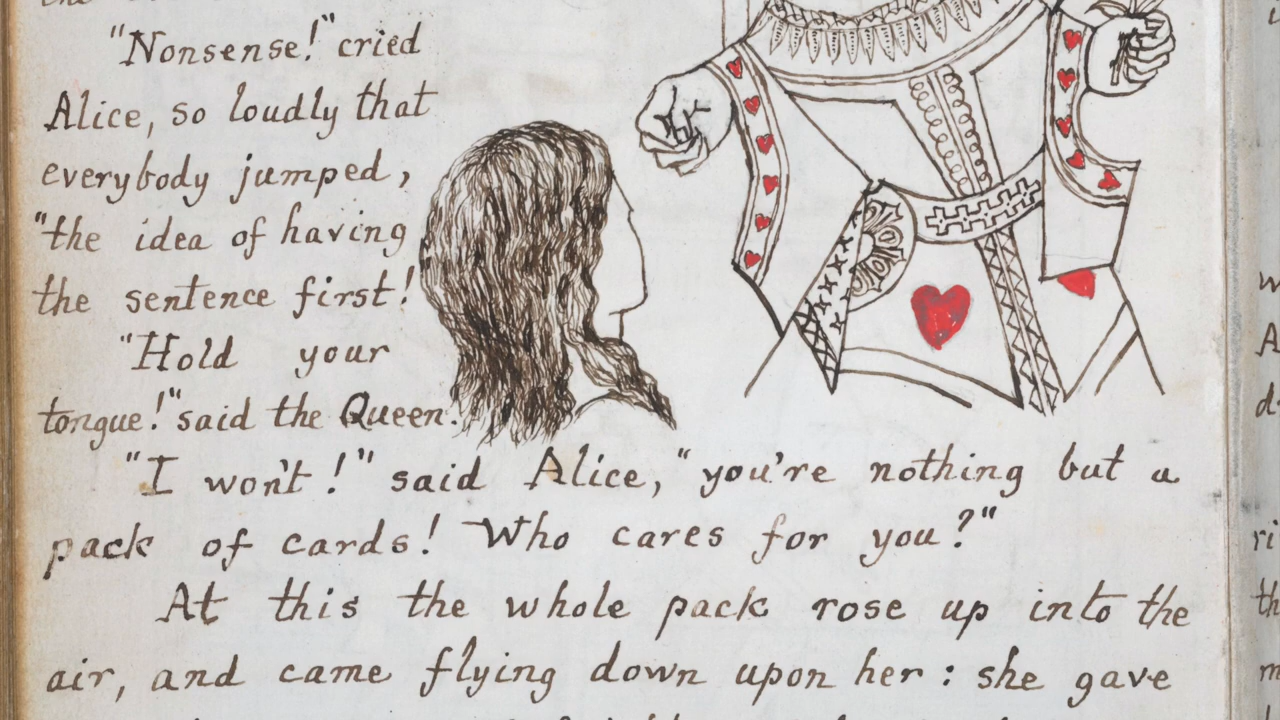 "Nonsense!" cried
Alice, so loudly that
everybody jumped,
"the idea of having
the sentence first!
"Hold your
tongue!" said the Queen.
"I won't!" said Alice, "you're nothing but a
pack of cards! Who cares for you?"
At this the whole pack rose up into the
air, and came flying down upon her: she gave